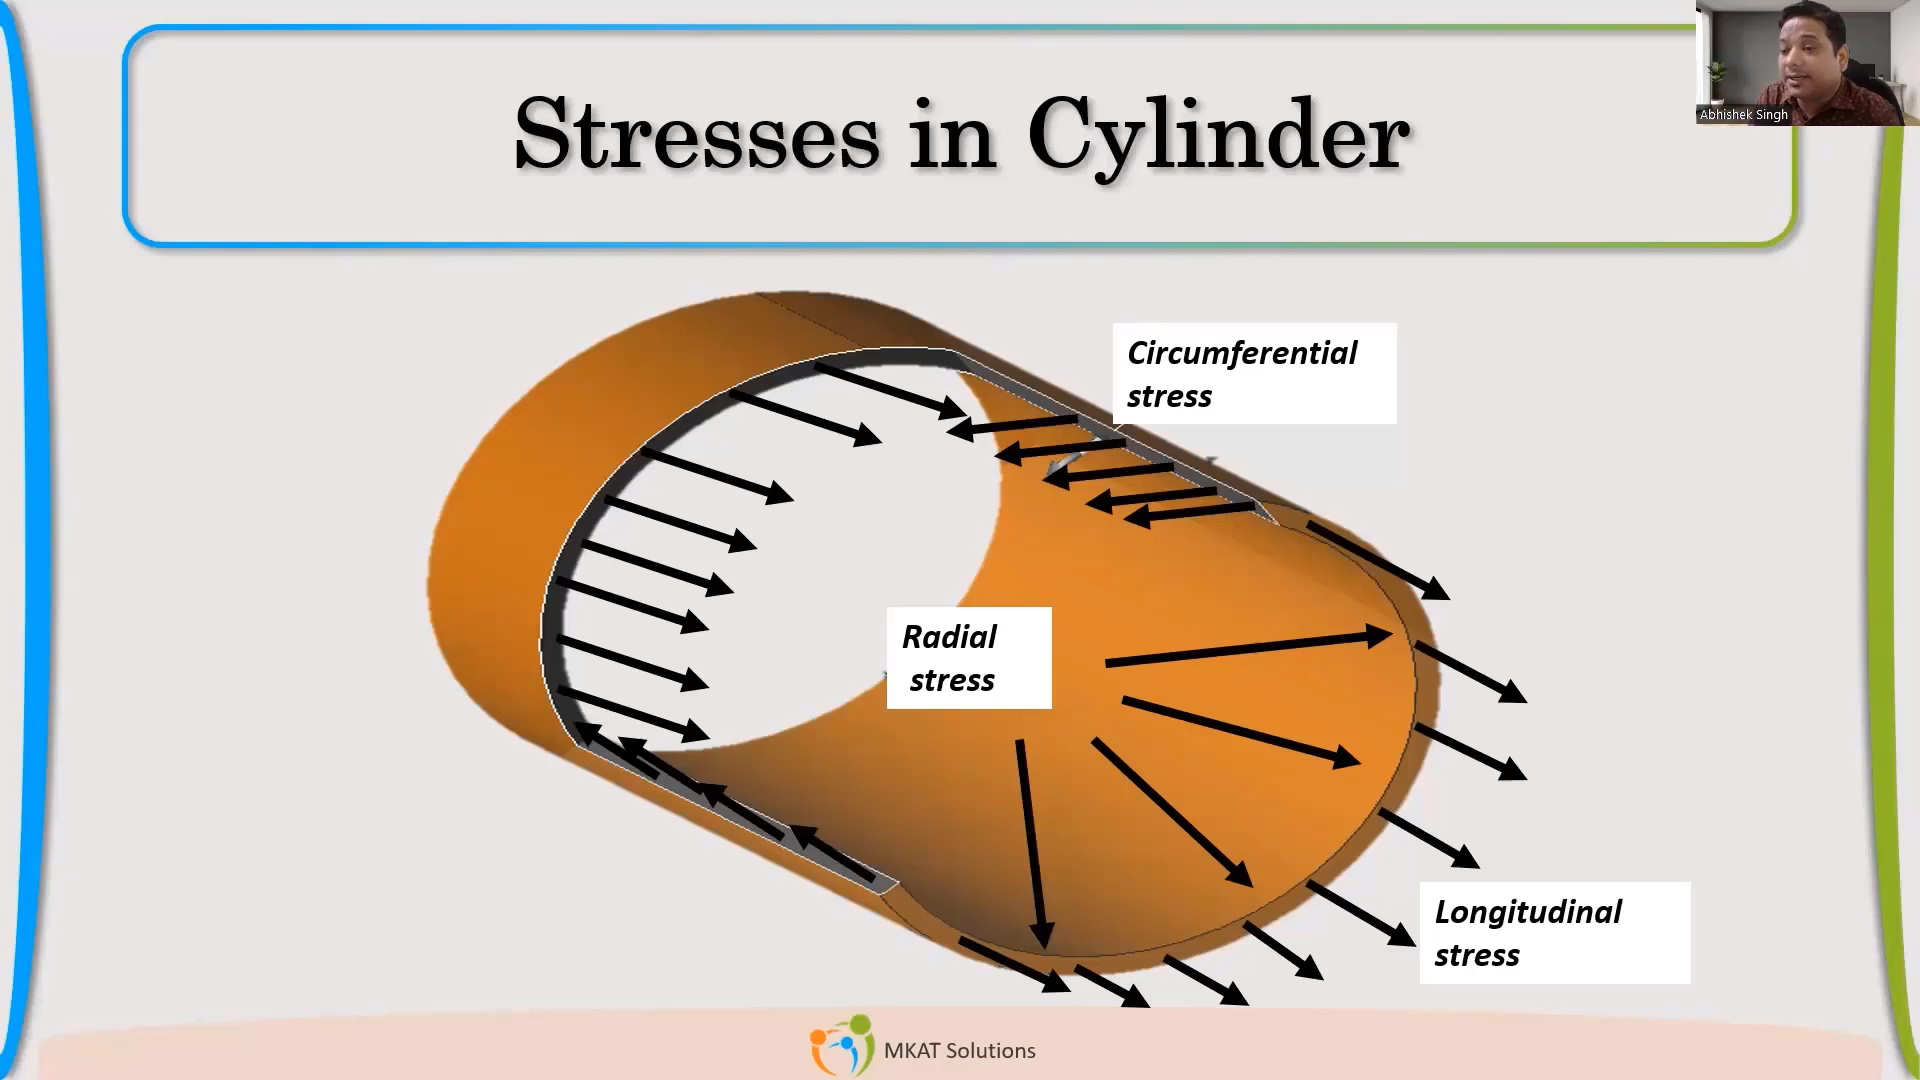 Stresses in Cylinder
Abhishek Singh
Circumferential
stress
Radial
stress
Longitudinal
stress
MKAT Solutions